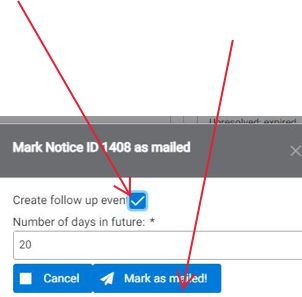 Unresolved: expired
Mark Notice ID 1408 as mailed
Create follow up event
Number of days in future: *
20
Cancel
Mark as mailed!